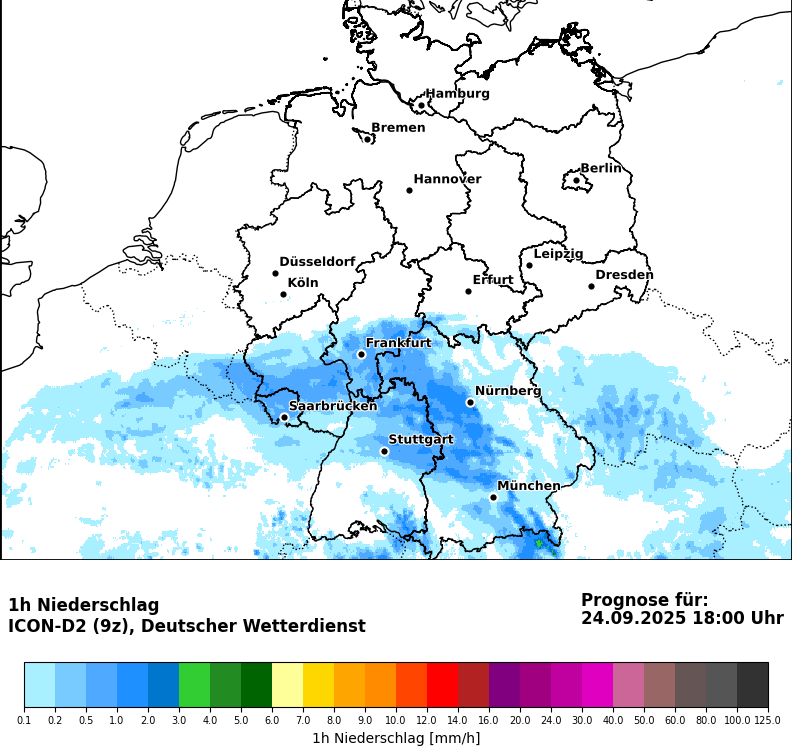 Hamburg
Bremen
Berlin
Hannover
Leipzig
Düsseldorf
Dresden
Köln
Erfurt
Frankfurt
Nürnberg
Saarbrücken
Stuttgart
München
1h Niederschlag
ICON-D2 (9z), Deutscher Wetterdienst
Prognose für:
24.09.2025 18:00 Uhr
0.1 0.2 0.5 1.0 2.0 3.0 4.0 5.0 6.0 7.0 8.0 9.0 10.0 12.0 14.0 16.0 20.0 24.0 30.0 40.0 50.0 60.0 80.0 100.0 125.0
1h Niederschlag [mm/h]